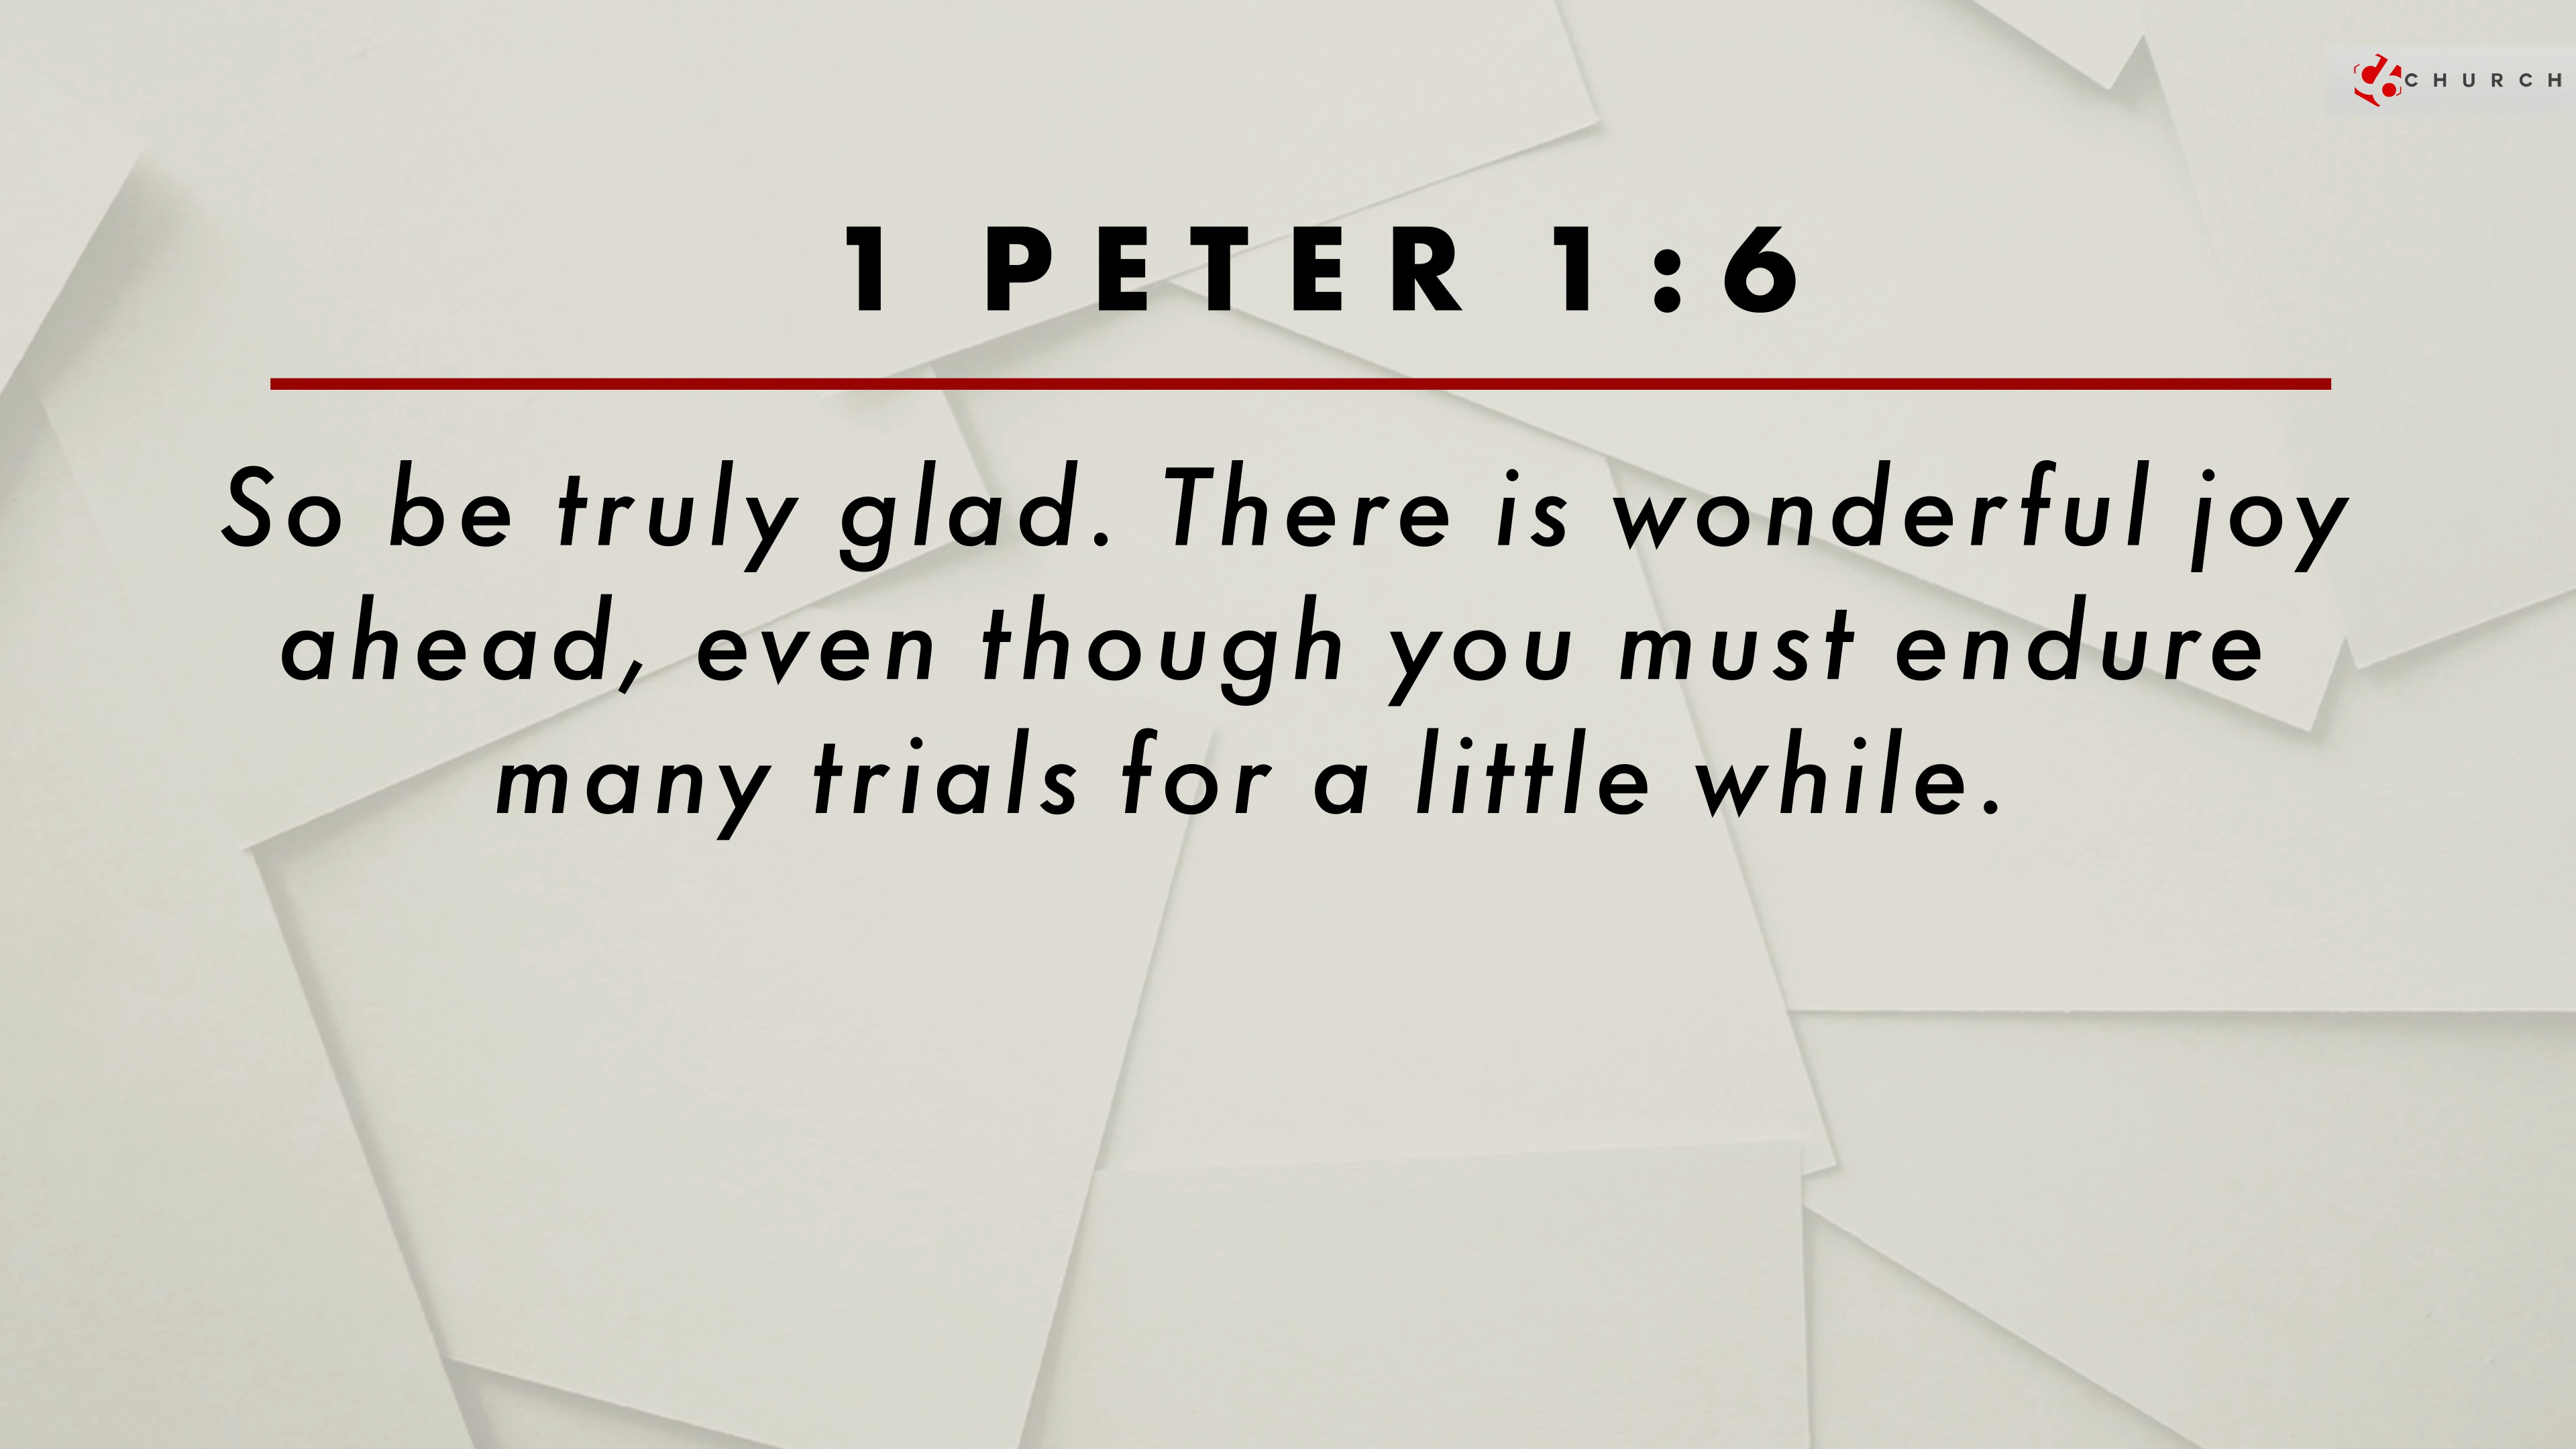 CHURCH
1 PETER 1:6
So be truly glad. There is wonderful joy
ahead, even though you must endure
many trials for a little while.